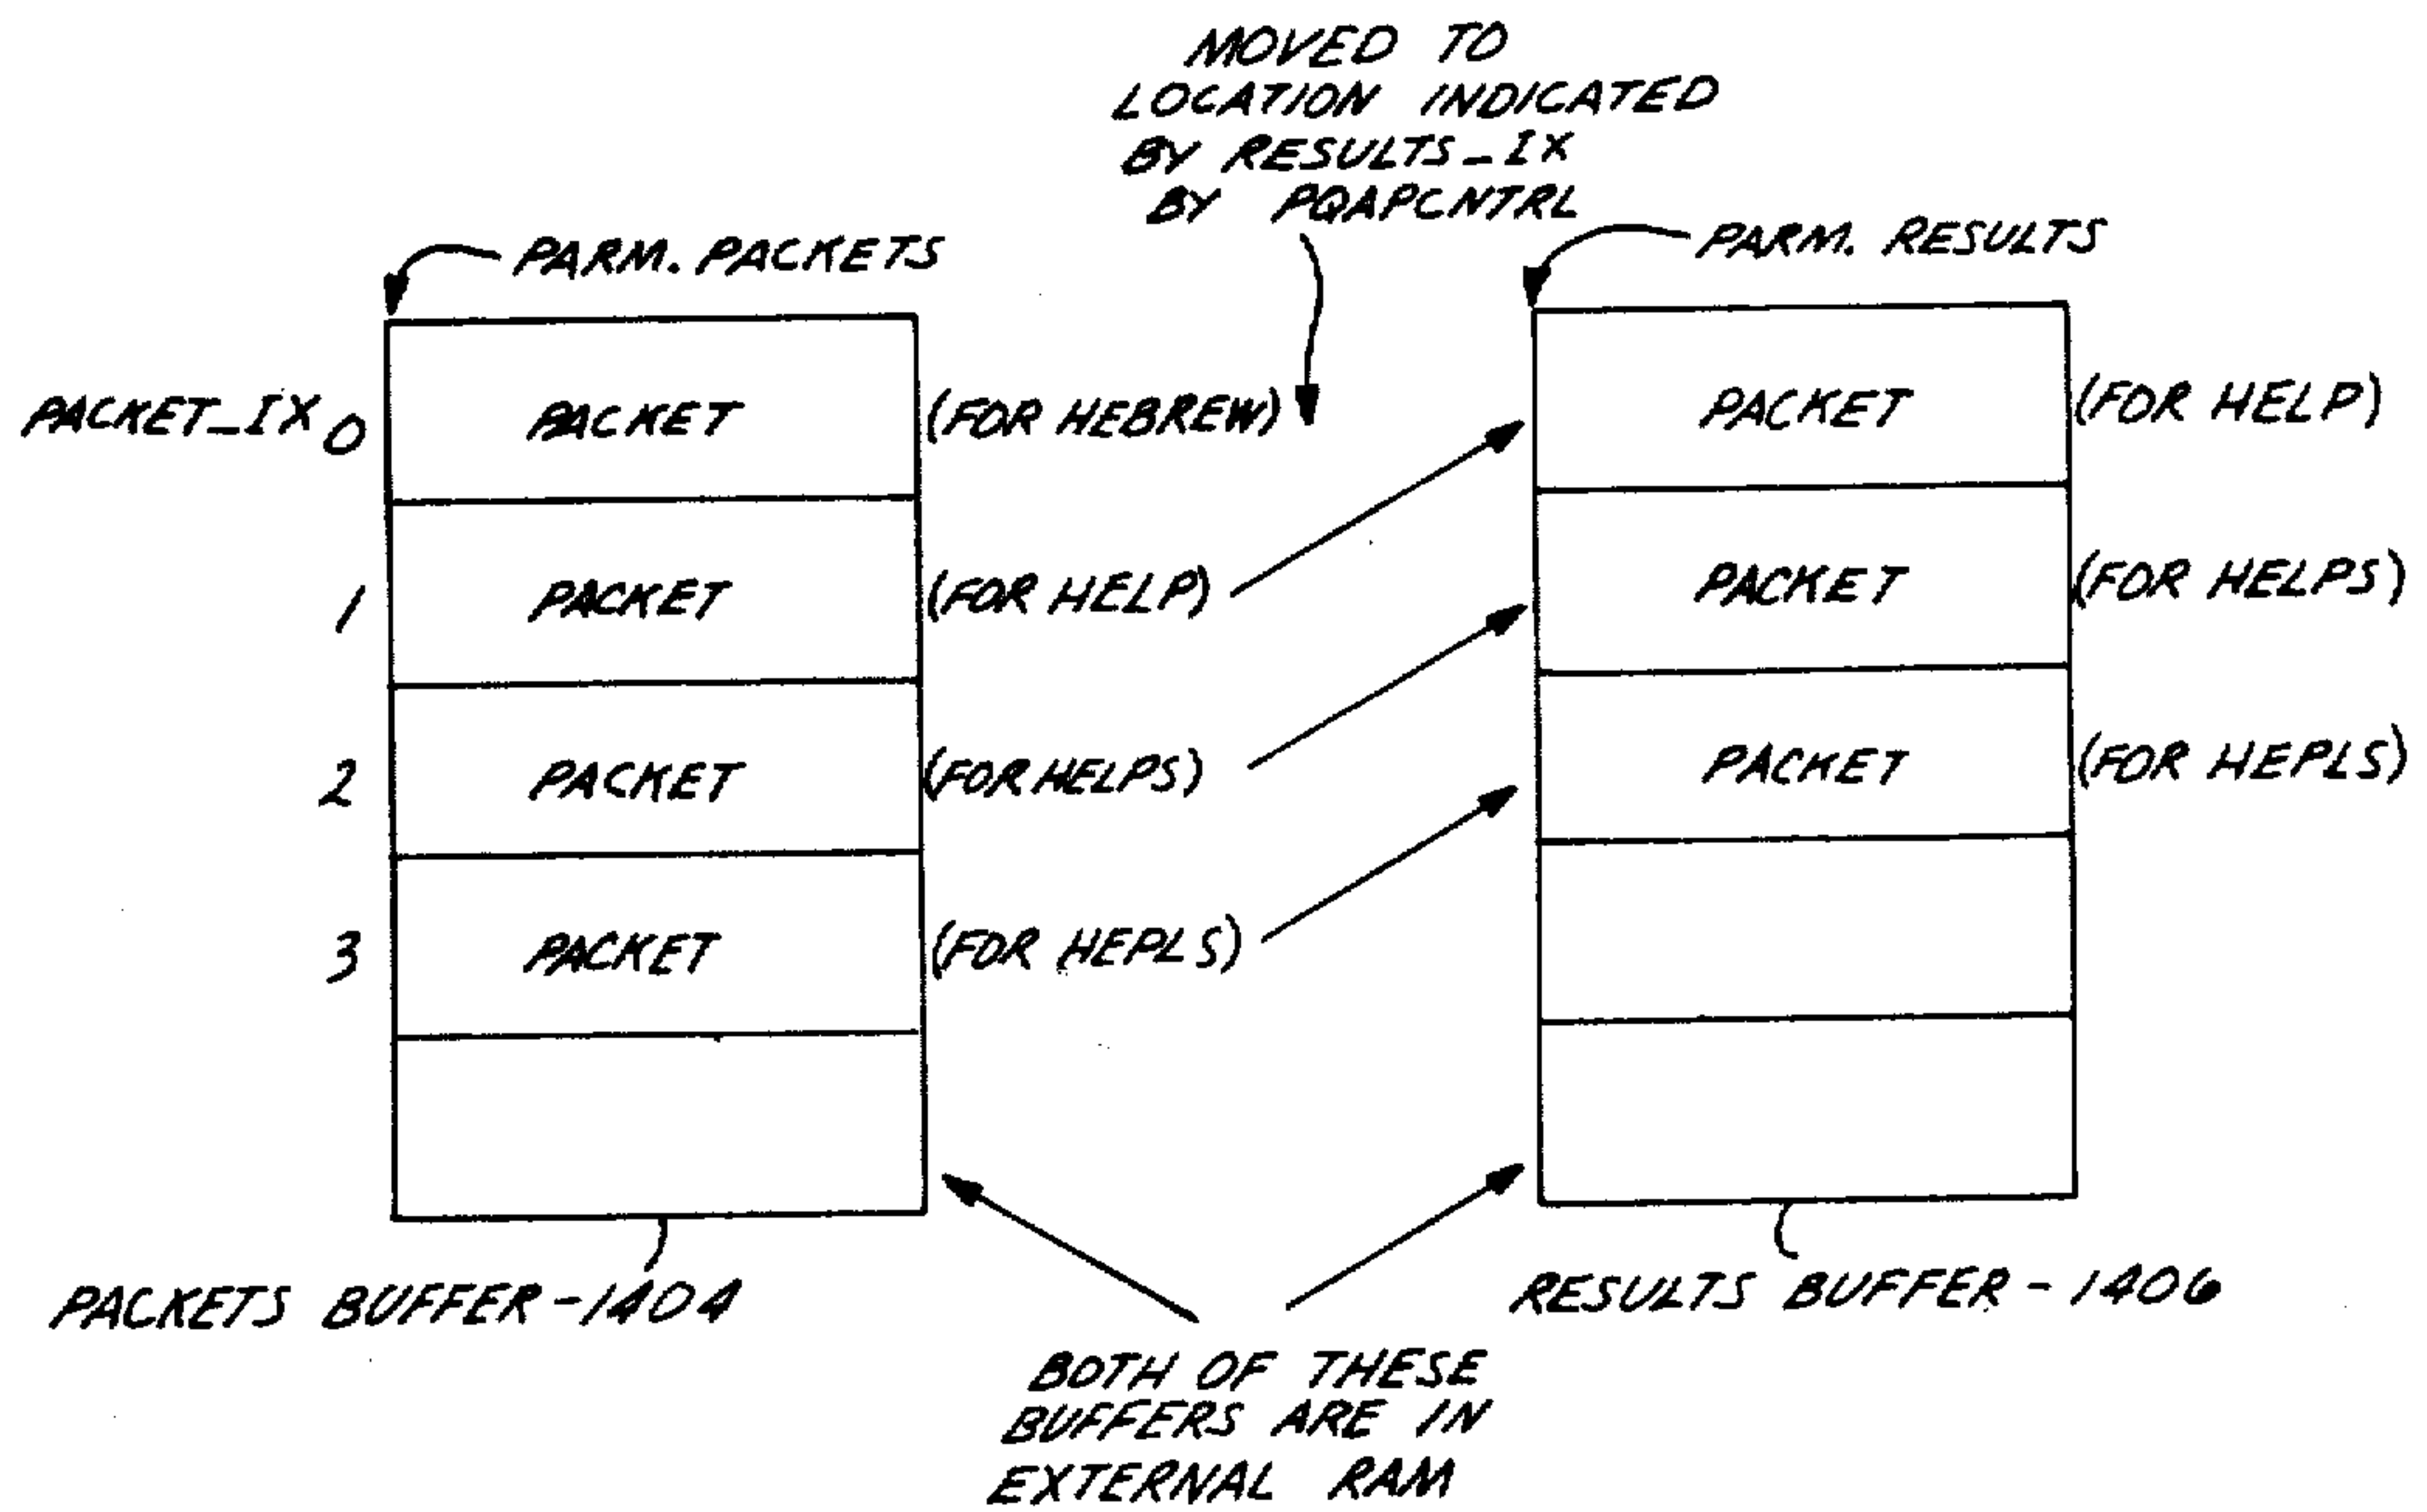 MOVED TO
LOCATION INDICATED
BY RESULTS_IX
BY PQAPCNTRL
PARM. PACKETS
PARM. RESULTS
PACKET_IX 0 PACKET (FOR HEBREW)
PACKET (FOR HELP)
1 PACKET (FOR HELP)
PACKET (FOR HELPS)
2 PACKET (FOR HELPS)
PACKET (FOR HEPLS)
3 PACKET (FOR HEPLS)
PACKETS BUFFER-1404
RESULTS BUFFER-1406
BOTH OF THESE
BUFFERS ARE IN
EXTERNAL RAM